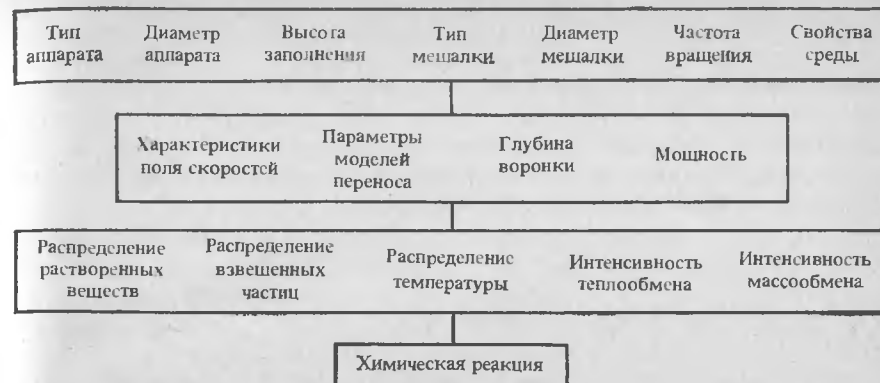 Тип Диаметр Высота Тип Диаметр Частота Свойства
аппарата аппарата заполнения мешалки мешалки вращения среды
Характеристики Параметры Глубина Мощность
поля скоростей моделей воронки
переноса
Распределение Распределение Распределение Интенсивность Интенсивность
растворенных взвешенных температуры теплообмена массообмена
веществ частиц
Химическая реакция